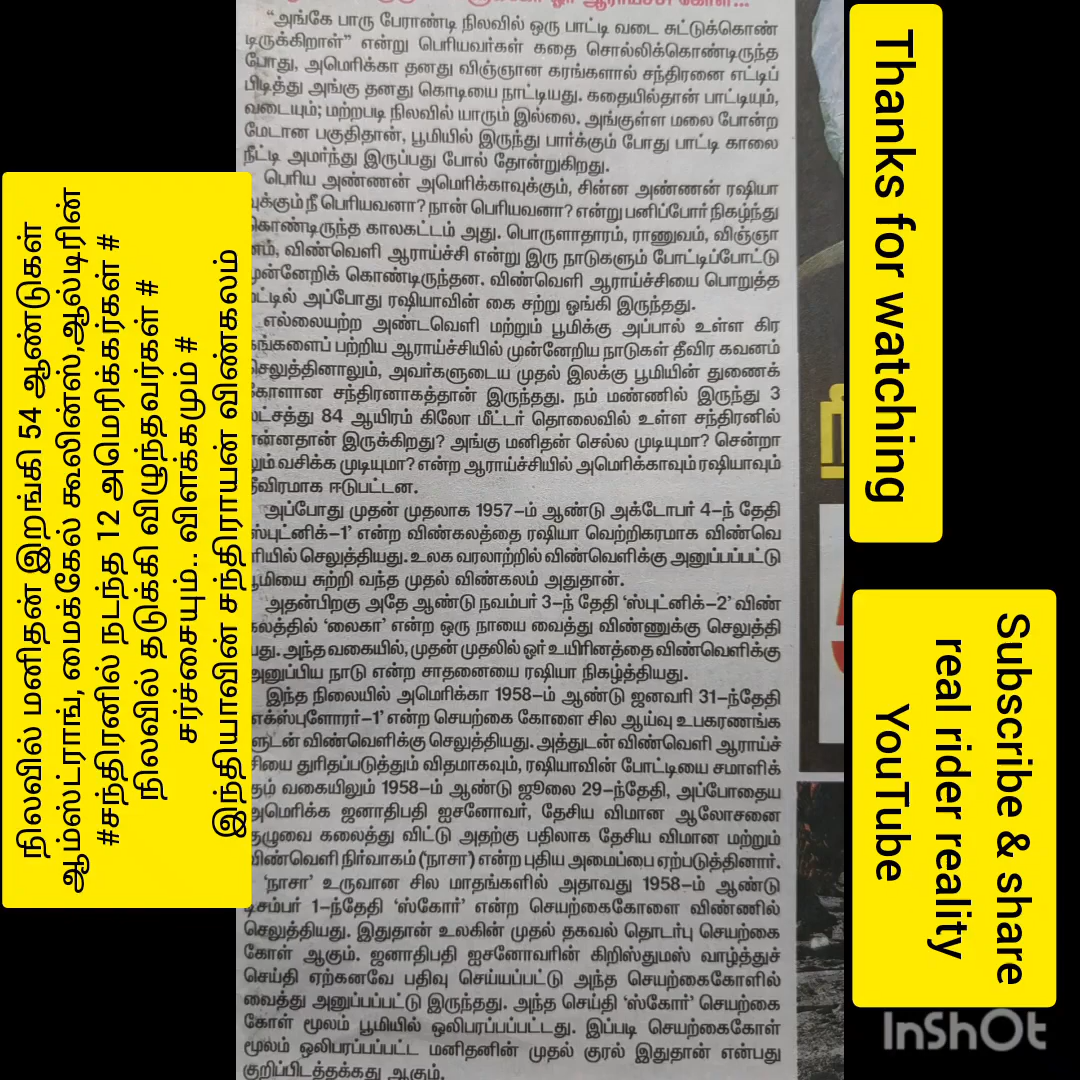 "அங்கே பாரு பேராண்டி நிலவில் ஒரு பாட்டி வடை சுட்டுக்கொண்
டிருக்கிறாள்" என்று பெரியவர்கள் கதை சொல்லிக்கொண்டிருந்த
போது, அமெரிக்கா தனது விஞ்ஞான கரங்களால் சந்திரனை எட்டிப்
பிடித்து அங்கு தனது கொடியை நாட்டியது. கதையில்தான் பாட்டியும்,
வடையும்; மற்றபடி நிலவில் யாரும் இல்லை. அங்குள்ள மலை போன்ற
மேடான பகுதிதான், பூமியில் இருந்து பார்க்கும் போது பாட்டி காலை
நீட்டி அமர்ந்து இருப்பது போல் தோன்றுகிறது.
பெரிய அண்ணன் அமெரிக்காவுக்கும், சின்ன அண்ணன் ரஷியா
வுக்கும் நீ பெரியவனா? நான் பெரியவனா? என்று பனிப்போர் நிகழ்ந்து
கொண்டிருந்த காலகட்டம் அது. பொருளாதாரம், ராணுவம், விஞ்ஞா
னம், விண்வெளி ஆராய்ச்சி என்று இரு நாடுகளும் போட்டிப்போட்டு
முன்னேறிக் கொண்டிருந்தன. விண்வெளி ஆராய்ச்சியை பொறுத்த
மட்டில் அப்போது ரஷியாவின் கை சற்று ஓங்கி இருந்தது.
எல்லையற்ற அண்டவெளி மற்றும் பூமிக்கு அப்பால் உள்ள கிர
கங்களைப் பற்றிய ஆராய்ச்சியில் முன்னேறிய நாடுகள் தீவிர கவனம்
செலுத்தினாலும், அவர்களுடைய முதல் இலக்கு பூமியின் துணைக்
கோளான சந்திரனாகத்தான் இருந்தது. நம் மண்ணில் இருந்து 3
லட்சத்து 84 ஆயிரம் கிலோ மீட்டர் தொலைவில் உள்ள சந்திரனில்
என்னதான் இருக்கிறது? அங்கு மனிதன் செல்ல முடியுமா? சென்றா
லும் வசிக்க முடியுமா? என்ற ஆராய்ச்சியில் அமெரிக்காவும் ரஷியாவும்
தீவிரமாக ஈடுபட்டன.
அப்போது முதன் முதலாக 1957-ம் ஆண்டு அக்டோபர் 4-ந் தேதி
ஸ்புட்னிக்-1' என்ற விண்கலத்தை ரஷியா வெற்றிகரமாக விண்வெ
ளியில் செலுத்தியது. உலக வரலாற்றில் விண்வெளிக்கு அனுப்பப்பட்டு
பூமியை சுற்றி வந்த முதல் விண்கலம் அதுதான்.
அதன்பிறகு அதே ஆண்டு நவம்பர் 3-ந் தேதி 'ஸ்புட்னிக்-2' விண்
கலத்தில் 'லைகா' என்ற ஒரு நாயை வைத்து விண்ணுக்கு செலுத்தி
யது. அந்த வகையில், முதன் முதலில் ஓர் உயிரினத்தை விண்வெளிக்கு
அனுப்பிய நாடு என்ற சாதனையை ரஷியா நிகழ்த்தியது.
இந்த நிலையில் அமெரிக்கா 1958-ம் ஆண்டு ஜனவரி 31-ந்தேதி
எக்ஸ்புளோரர்-1' என்ற செயற்கை கோளை சில ஆய்வு உபகரணங்க
ளுடன் விண்வெளிக்கு செலுத்தியது. அத்துடன் விண்வெளி ஆராய்ச்
சியை துரிதப்படுத்தும் விதமாகவும், ரஷியாவின் போட்டியை சமாளிக்
கும் வகையிலும் 1958-ம் ஆண்டு ஜூலை 29-ந்தேதி, அப்போதைய
அமெரிக்க ஜனாதிபதி ஐசனோவர், தேசிய விமான ஆலோசனை
குழுவை கலைத்து விட்டு அதற்கு பதிலாக தேசிய விமான மற்றும்
விண்வெளி நிர்வாகம் ('நாசா') என்ற புதிய அமைப்பை ஏற்படுத்தினார்.
'நாசா' உருவான சில மாதங்களில் அதாவது 1958-ம் ஆண்டு
டிசம்பர் 1-ந்தேதி 'ஸ்கோர்' என்ற செயற்கைகோளை விண்ணில்
செலுத்தியது. இதுதான் உலகின் முதல் தகவல் தொடர்பு செயற்கை
கோள் ஆகும். ஜனாதிபதி ஐசனோவரின் கிறிஸ்துமஸ் வாழ்த்துச்
செய்தி ஏற்கனவே பதிவு செய்யப்பட்டு அந்த செயற்கைகோளில்
வைத்து அனுப்பப்பட்டு இருந்தது. அந்த செய்தி 'ஸ்கோர்' செயற்கை
கோள் மூலம் பூமியில் ஒலிபரப்பப்பட்டது. இப்படி செயற்கைகோள்
மூலம் ஒலிபரப்பப்பட்ட மனிதனின் முதல் குரல் இதுதான் என்பது
குறிப்பிடத்தக்கது ஆகும்.
நிலவில் மனிதன் இறங்கி 54 ஆண்டுகள்
ஆம்ஸ்ட்ராங், மைக்கேல் கூலின்ஸ்,ஆல்டிரின்
#சந்திரனில் நடந்த 12 அமெரிக்கர்கள் #
நிலவில் தடுக்கி விழுந்தவர்கள் #
சர்ச்சையும்.. விளக்கமும் #
இந்தியாவின் சந்திராயன் விண்கலம்
Thanks for watching
Subscribe & share
real rider reality
YouTube
InShOt